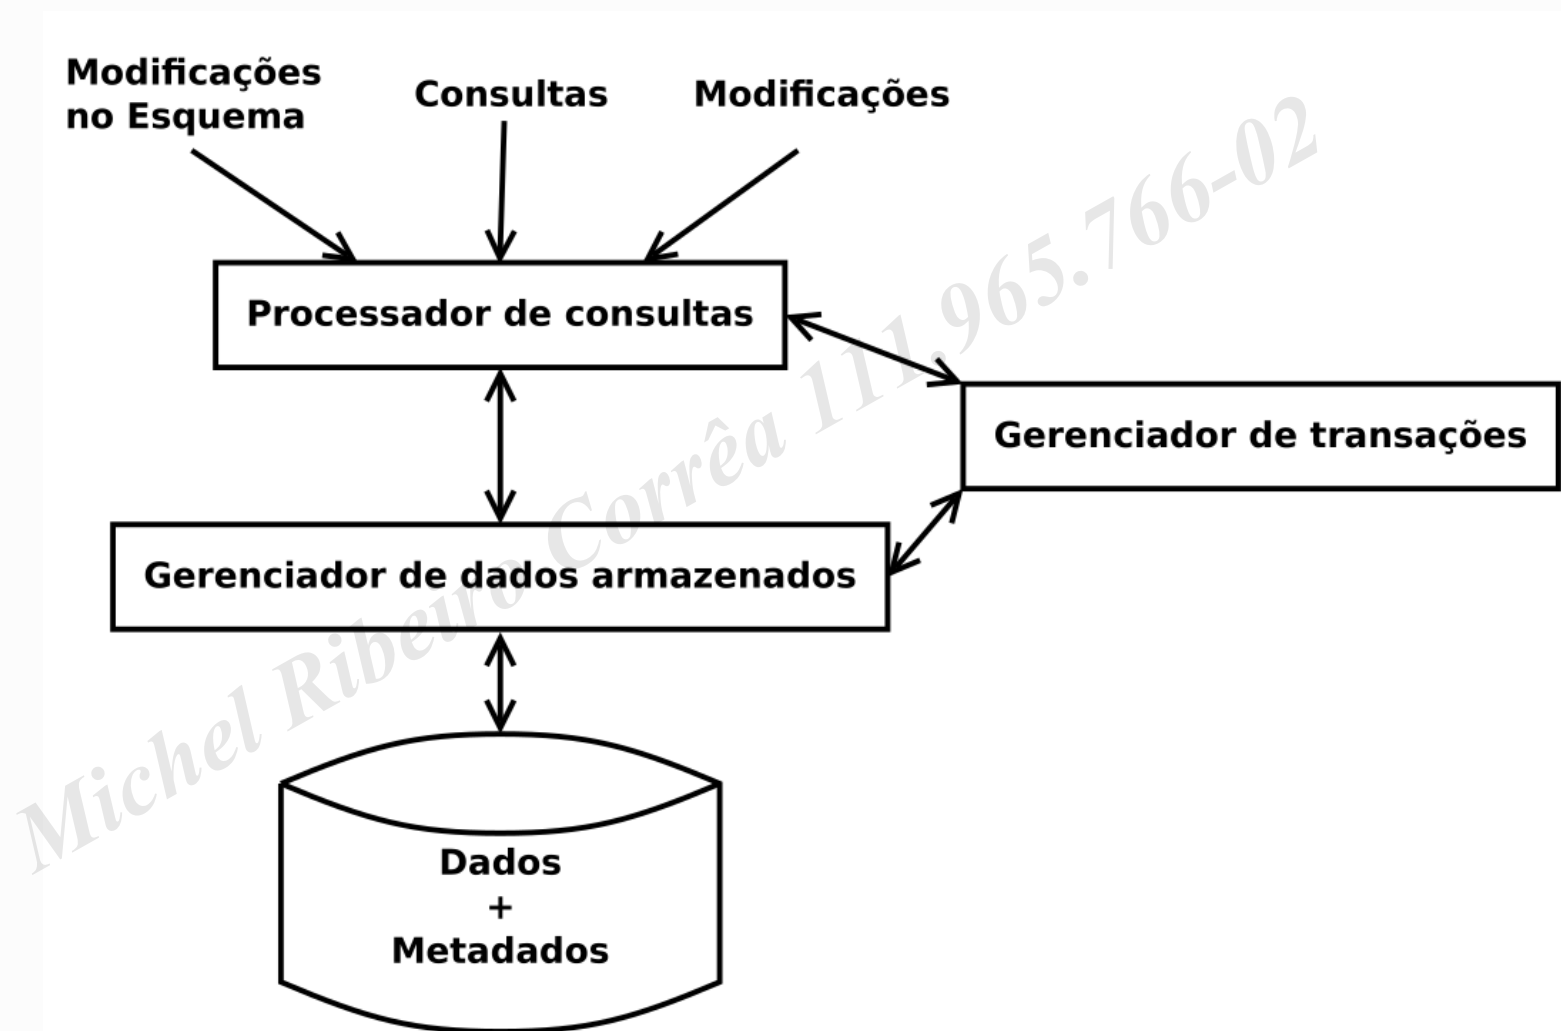 Modificações
no Esquema
Consultas
Modificações
Processador de consultas
Gerenciador de transações
Gerenciador de dados armazenados
Dados
+
Metadados
Michel Ribeiro Corrêa 111.965.766-02